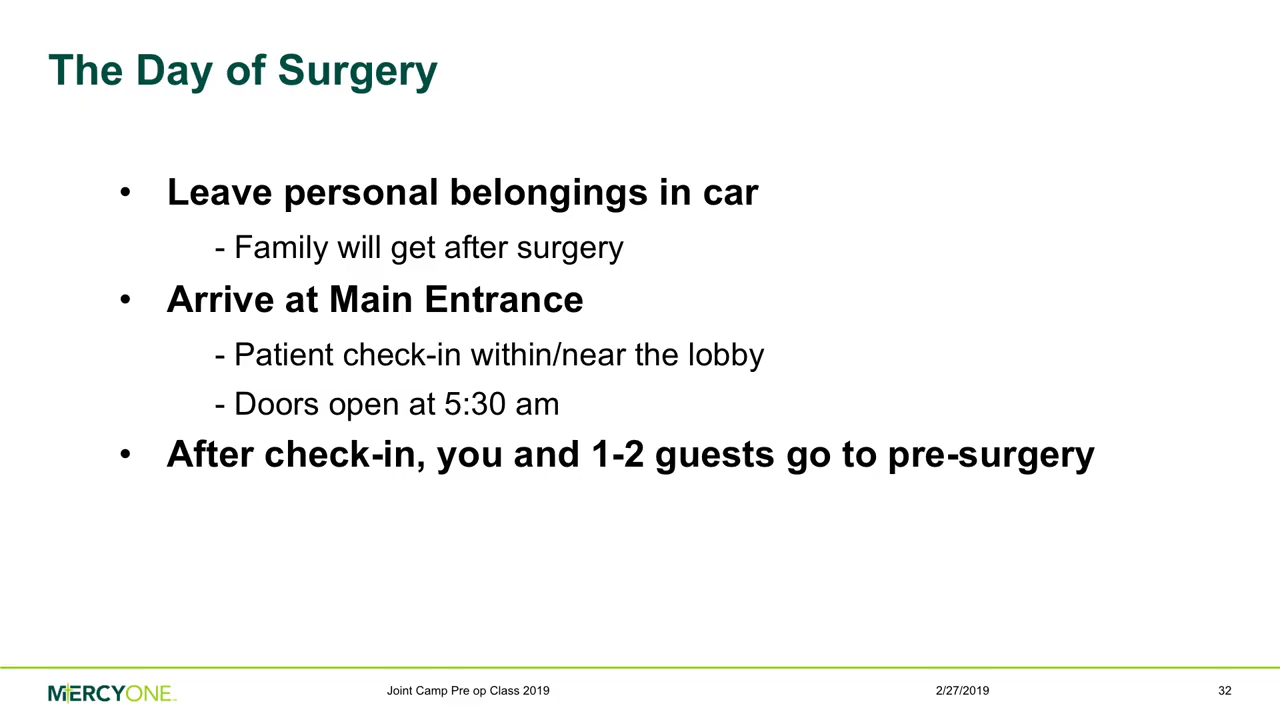 The Day of Surgery
• Leave personal belongings in car
- Family will get after surgery
• Arrive at Main Entrance
- Patient check-in within/near the lobby
- Doors open at 5:30 am
• After check-in, you and 1-2 guests go to pre-surgery
MERCYONE™
Joint Camp Pre op Class 2019
2/27/2019
32